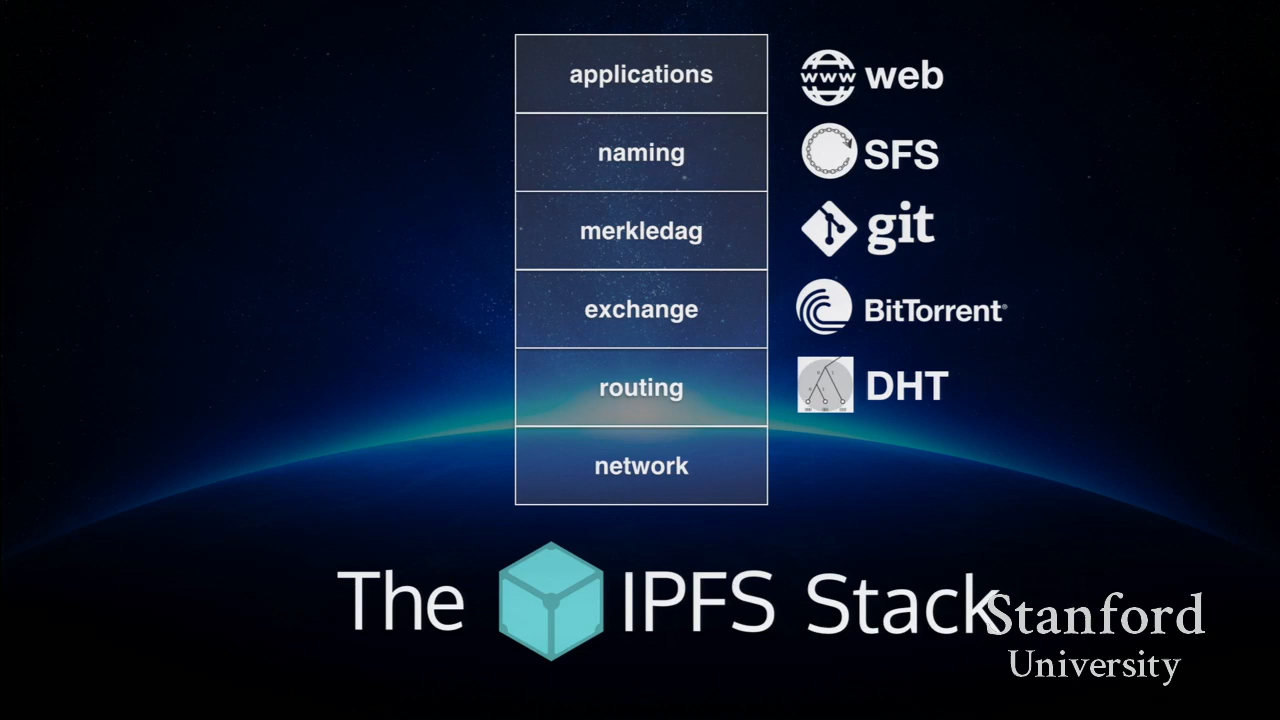 applications
www web
naming
SFS
merkledag
git
exchange
BitTorrent®
routing
DHT
network
The IPFS Stack
Stanford
University